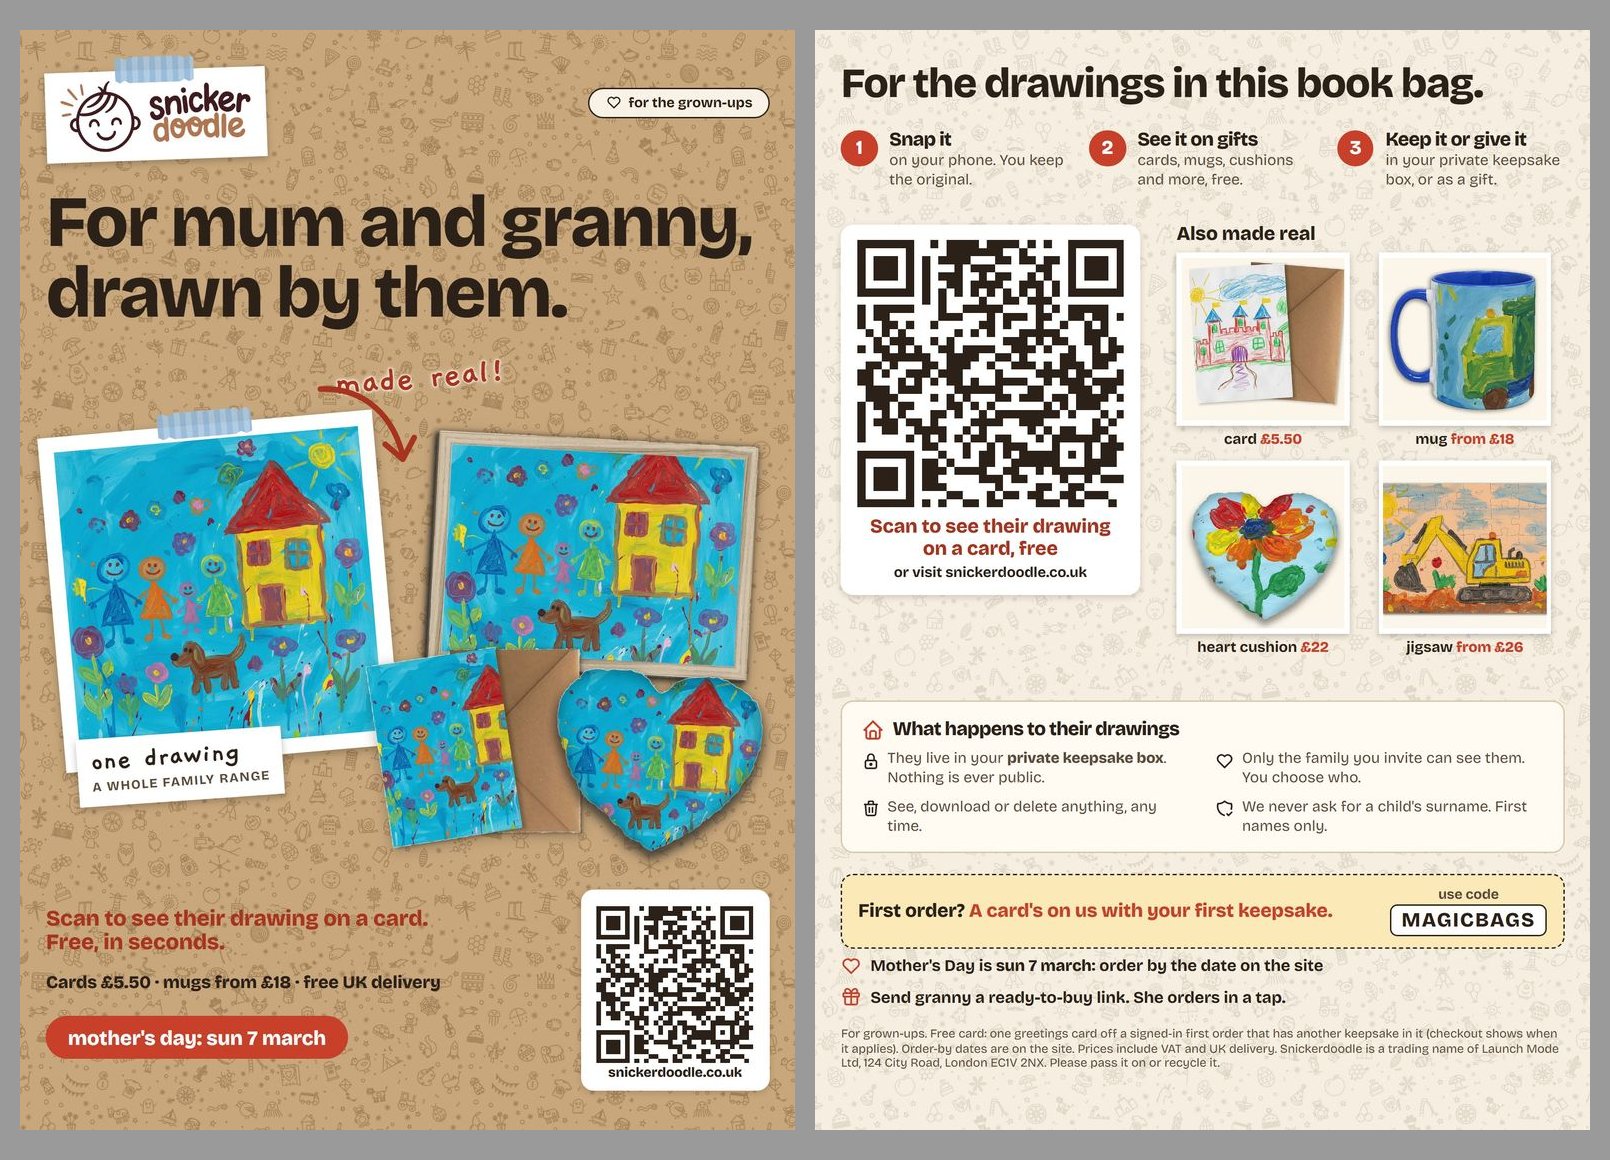 snicker
doodle
for the grown-ups
For mum and granny,
drawn by them.
made real!
one drawing
A WHOLE FAMILY RANGE
Scan to see their drawing on a card.
Free, in seconds.
Cards £5.50 · mugs from £18 · free UK delivery
mother's day: sun 7 march
snickerdoodle.co.uk
For the drawings in this book bag.
1
Snap it
on your phone. You keep
the original.
2
See it on gifts
cards, mugs, cushions
and more, free.
3
Keep it or give it
in your private keepsake
box, or as a gift.
Scan to see their drawing
on a card, free
or visit snickerdoodle.co.uk
Also made real
card £5.50
mug from £18
heart cushion £22
jigsaw from £26
What happens to their drawings
They live in your private keepsake box.
Nothing is ever public.
Only the family you invite can see them.
You choose who.
See, download or delete anything, any
time.
We never ask for a child's surname. First
names only.
First order? A card's on us with your first keepsake.
use code
MAGICBAGS
Mother's Day is sun 7 march: order by the date on the site
Send granny a ready-to-buy link. She orders in a tap.
For grown-ups. Free card: one greetings card off a signed-in first order that has another keepsake in it (checkout shows when
it applies). Order-by dates are on the site. Prices include VAT and UK delivery. Snickerdoodle is a trading name of Launch Mode
Ltd, 124 City Road, London EC1V 2NX. Please pass it on or recycle it.